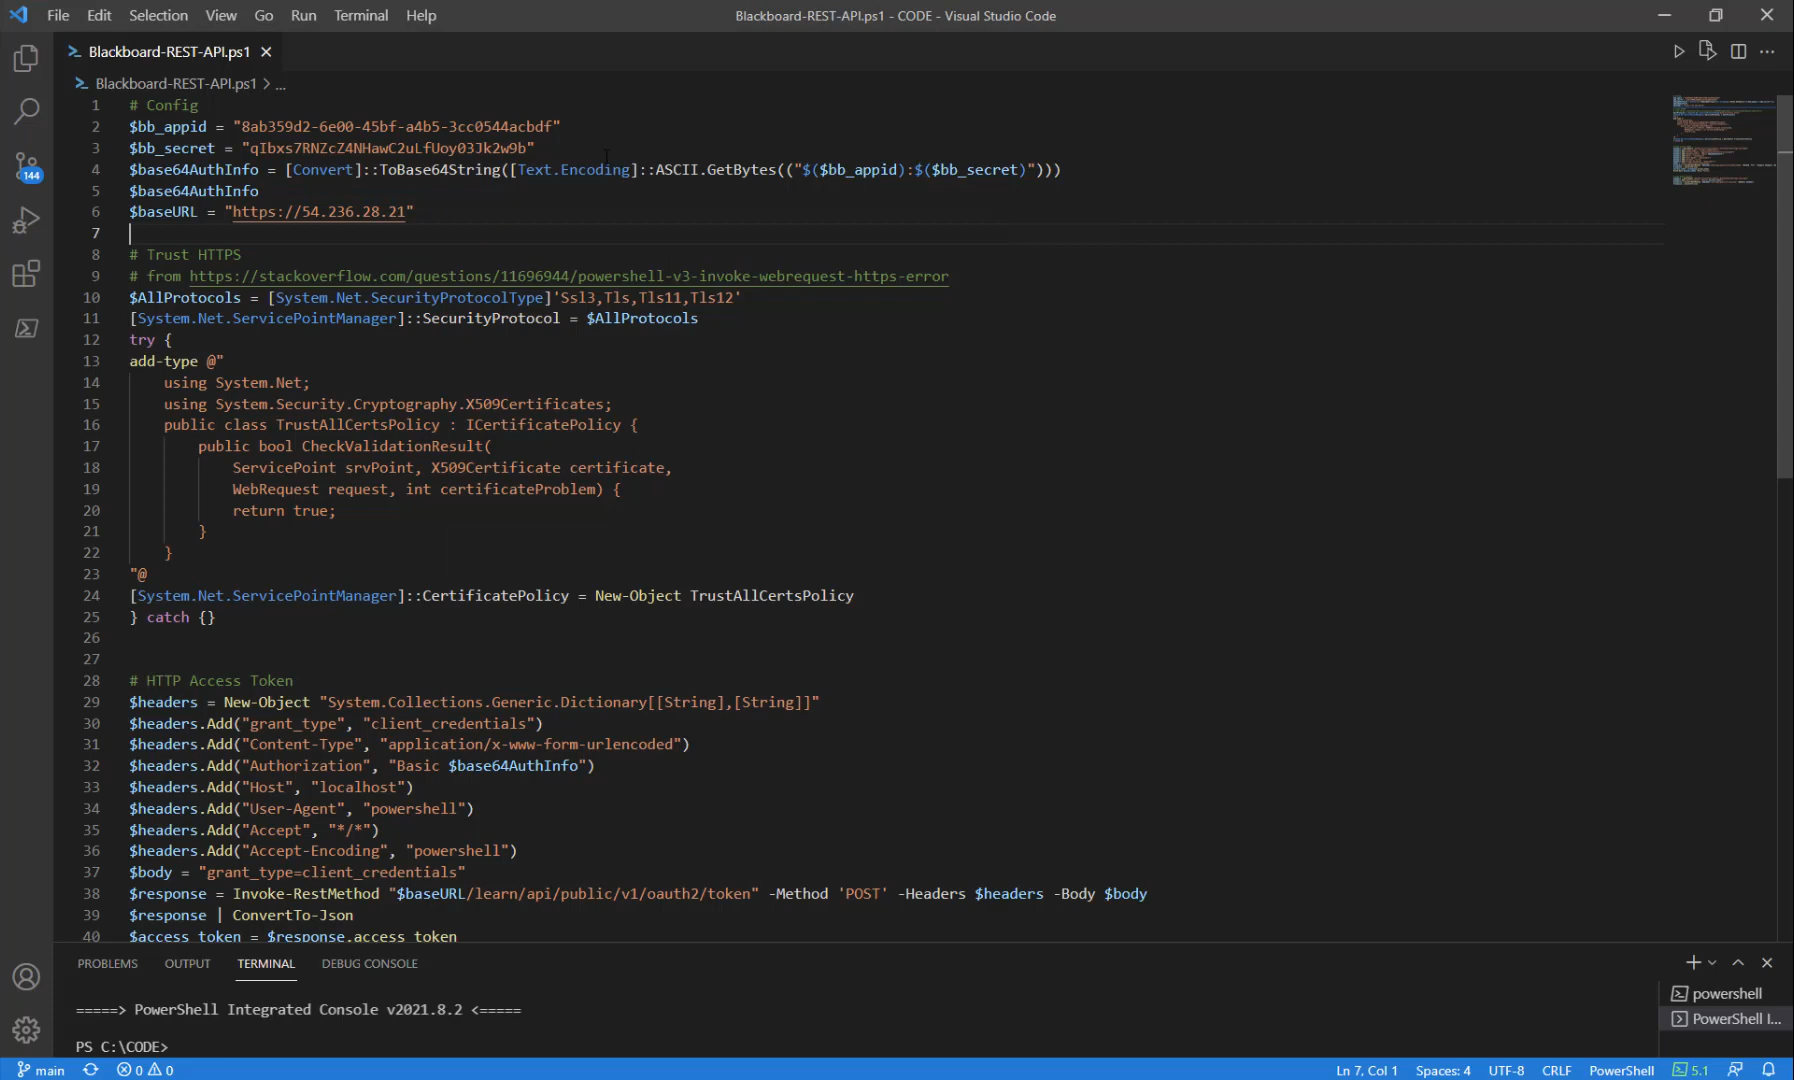 File Edit Selection View Go Run Terminal Help
Blackboard-REST-API.ps1 - CODE - Visual Studio Code
Blackboard-REST-API.ps1
Blackboard-REST-API.ps1 > ...
144
1 # Config
2 $bb_appid = "8ab359d2-6e00-45bf-a4b5-3cc0544acbdf"
3 $bb_secret = "qIbxs7RNZcZ4NHawC2uLfUoy03Jk2w9b"
4 $base64AuthInfo = [Convert]::ToBase64String([Text.Encoding]::ASCII.GetBytes(("$($bb_appid):$($bb_secret)")))
5 $base64AuthInfo
6 $baseURL = "https://54.236.28.21"
7
8 # Trust HTTPS
9 # from https://stackoverflow.com/questions/11696944/powershell-v3-invoke-webrequest-https-error
10 $AllProtocols = [System.Net.SecurityProtocolType]'Ssl3,Tls,Tls11,Tls12'
11 [System.Net.ServicePointManager]::SecurityProtocol = $AllProtocols
12 try {
13 add-type @"
14 using System.Net;
15 using System.Security.Cryptography.X509Certificates;
16 public class TrustAllCertsPolicy : ICertificatePolicy {
17 public bool CheckValidationResult(
18 ServicePoint srvPoint, X509Certificate certificate,
19 WebRequest request, int certificateProblem) {
20 return true;
21 }
22 }
23 "@
24 [System.Net.ServicePointManager]::CertificatePolicy = New-Object TrustAllCertsPolicy
25 } catch {}
26
27
28 # HTTP Access Token
29 $headers = New-Object "System.Collections.Generic.Dictionary[[String],[String]]"
30 $headers.Add("grant_type", "client_credentials")
31 $headers.Add("Content-Type", "application/x-www-form-urlencoded")
32 $headers.Add("Authorization", "Basic $base64AuthInfo")
33 $headers.Add("Host", "localhost")
34 $headers.Add("User-Agent", "powershell")
35 $headers.Add("Accept", "*/*")
36 $headers.Add("Accept-Encoding", "powershell")
37 $body = "grant_type=client_credentials"
38 $response = Invoke-RestMethod "$baseURL/learn/api/public/v1/oauth2/token" -Method 'POST' -Headers $headers -Body $body
39 $response | ConvertTo-Json
40 $access_token = $response.access_token
PROBLEMS OUTPUT TERMINAL DEBUG CONSOLE
=====> PowerShell Integrated Console v2021.8.2 <=====
PS C:\CODE>
powershell
PowerShell I...
main 0 0 Ln 7, Col 1 Spaces: 4 UTF-8 CRLF PowerShell 5.1